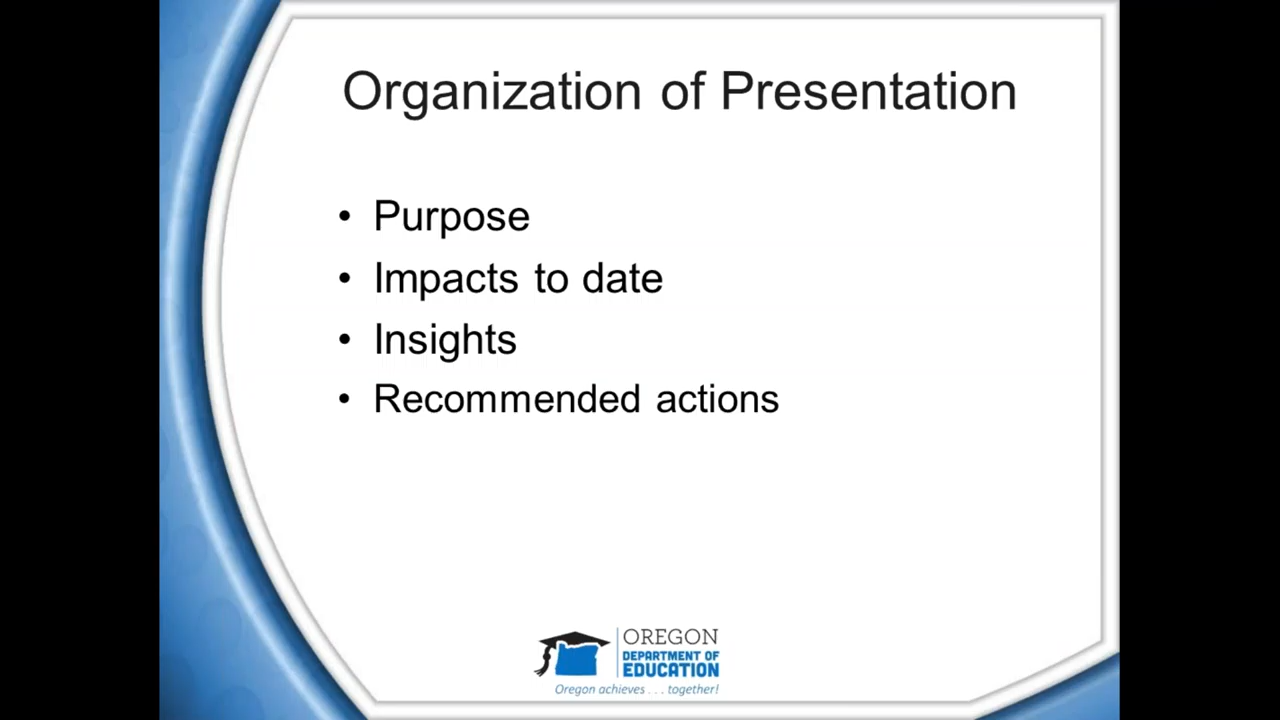 Organization of Presentation
• Purpose
• Impacts to date
• Insights
• Recommended actions
OREGON
DEPARTMENT OF
EDUCATION
Oregon achieves . . . together!